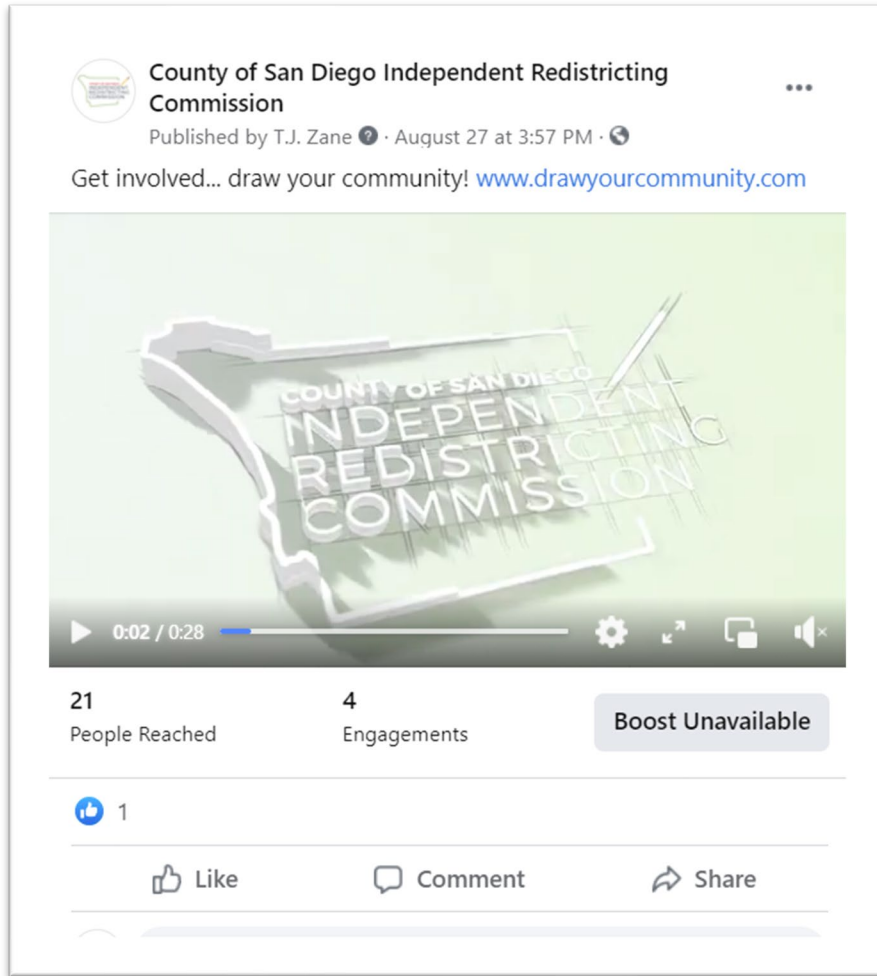 County of San Diego Independent Redistricting
Commission
Published by T.J. Zane · August 27 at 3:57 PM ·
Get involved... draw your community! www.drawyourcommunity.com
COUNTY OF SAN DIEGO
INDEPENDENT
REDISTRICTING
COMMISSION
0:02 / 0:28
21
People Reached
4
Engagements
Boost Unavailable
1
Like
Comment
Share